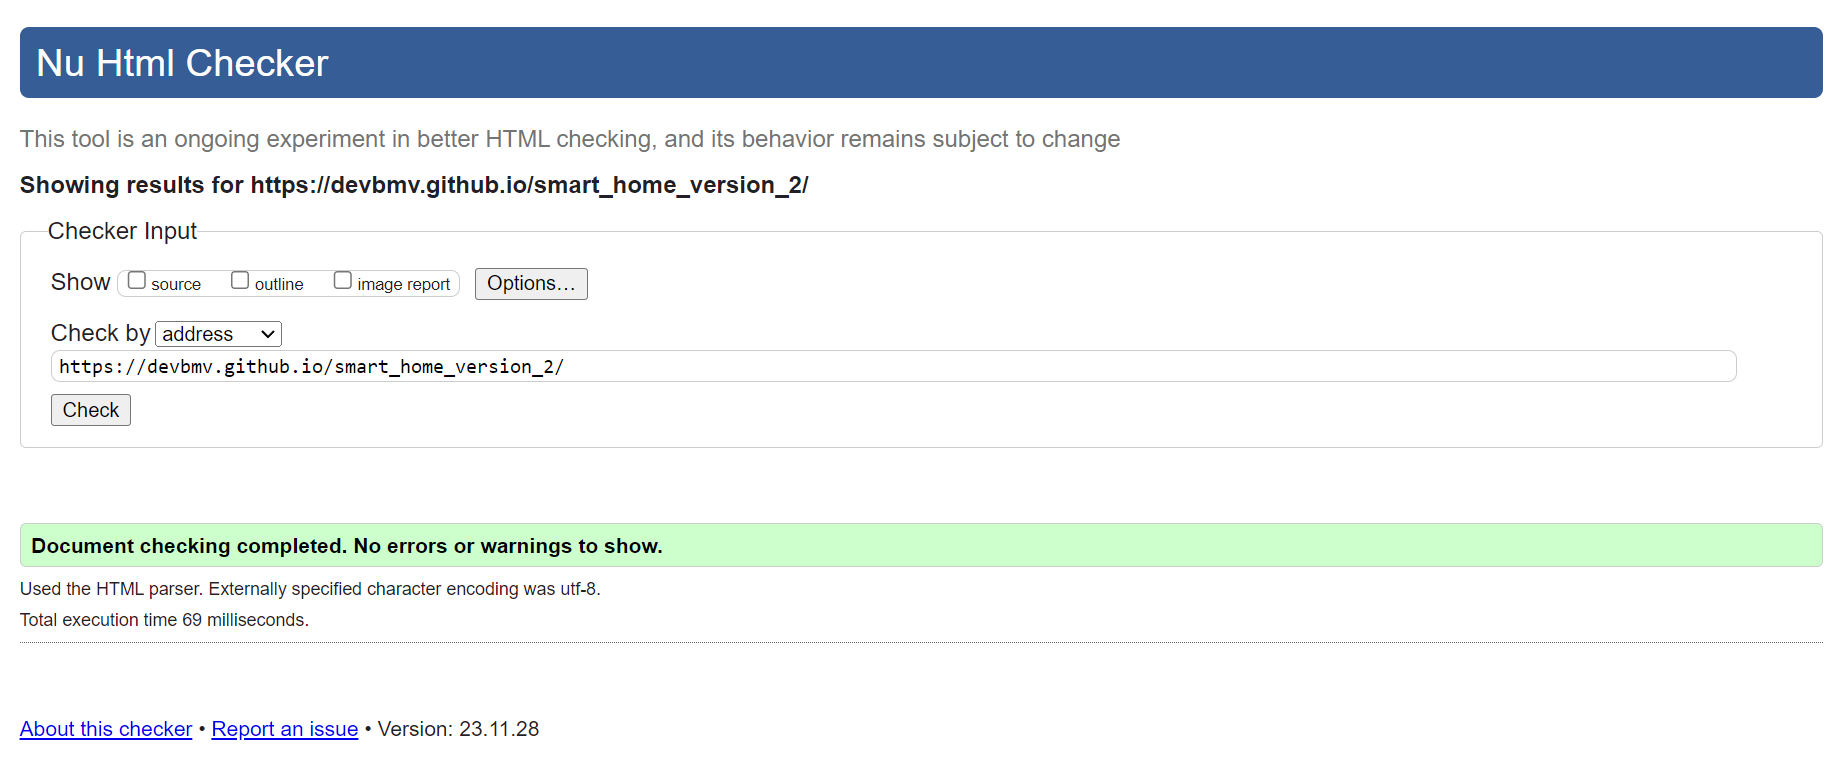 Nu Html Checker
This tool is an ongoing experiment in better HTML checking, and its behavior remains subject to change
Showing results for https://devbmv.github.io/smart_home_version_2/
Checker Input
Show source outline image report Options...
Check by address
https://devbmv.github.io/smart_home_version_2/
Check
Document checking completed. No errors or warnings to show.
Used the HTML parser. Externally specified character encoding was utf-8.
Total execution time 69 milliseconds.
About this checker • Report an issue • Version: 23.11.28